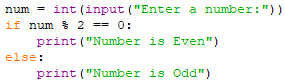 num = int(input("Enter a number:"))
if num % 2 == 0:
    print("Number is Even")
else:
    print("Number is Odd")